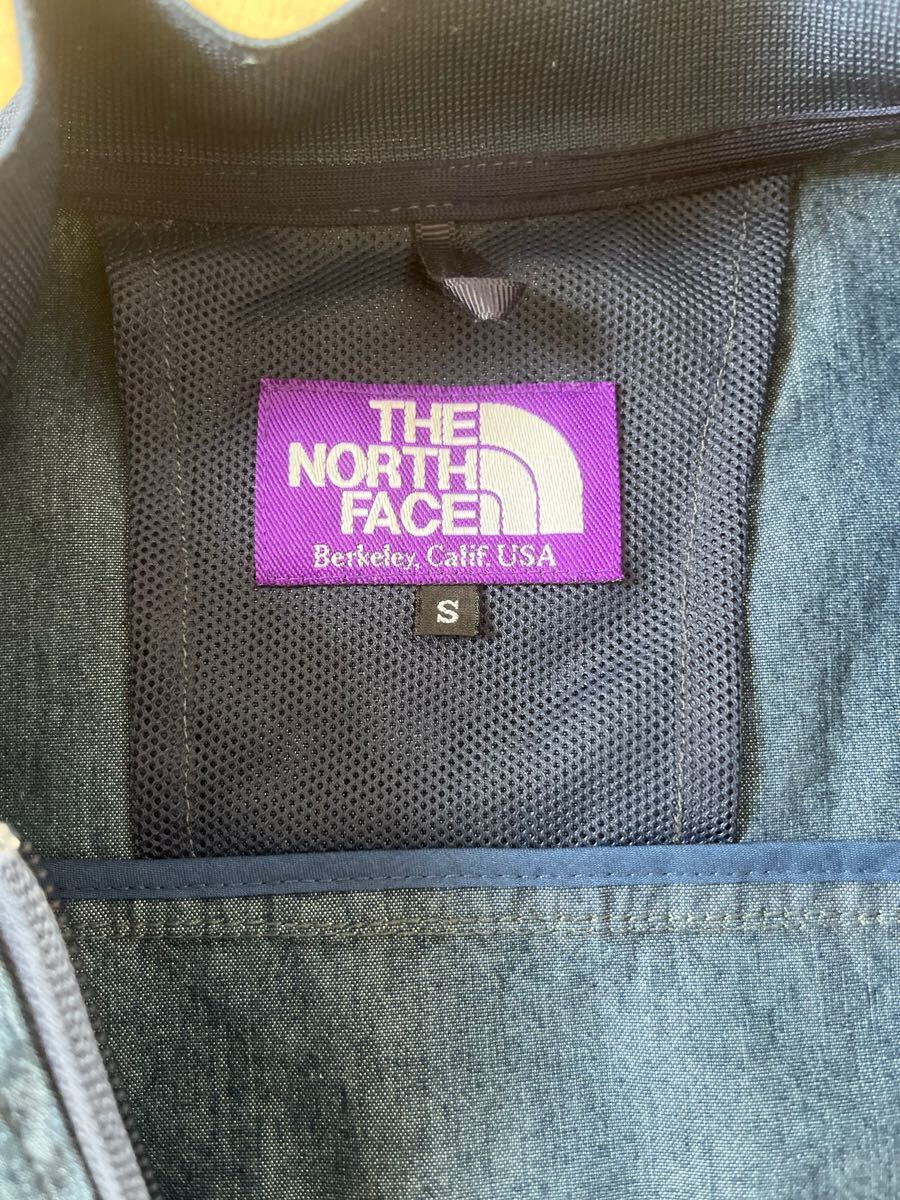 THE
NORTH
FACE
Berkeley, Calif. USA
S